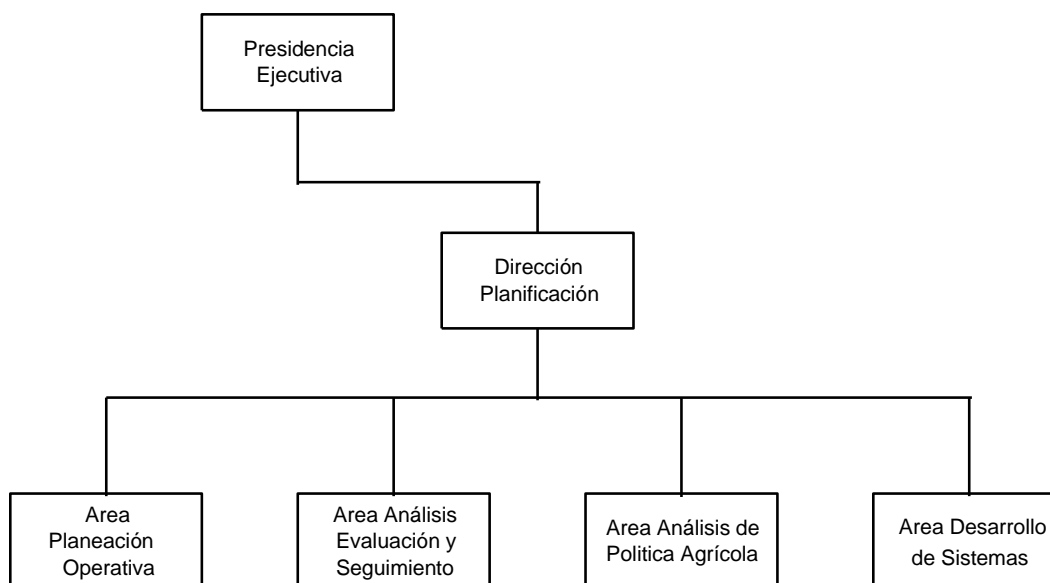 Presidencia
Ejecutiva
Dirección
Planificación
Area
Planeación
Operativa
Area Análisis
Evaluación y
Seguimiento
Area Análisis de
Politica Agrícola
Area Desarrollo
de Sistemas